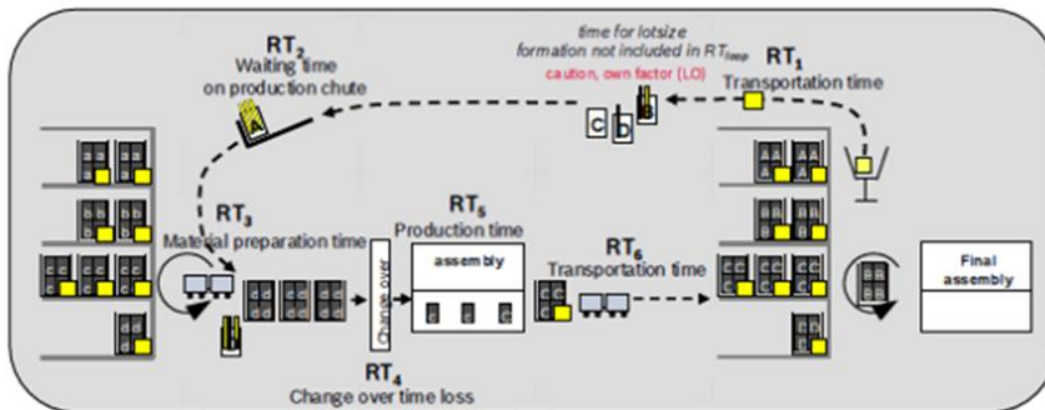 time for lotsize
formation not included in RTloop
caution, own factor (LO)
RT1
Transportation time
RT2
Waiting time
on production chute
A
C
D
B
RT3
Material preparation time
RT5
Production time
assembly
RT6
Transportation time
Change over
RT4
Change over time loss
Final
assembly